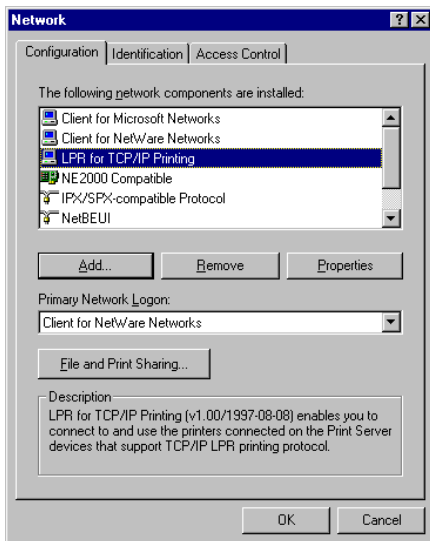 Network
Configuration Identification Access Control
The following network components are installed:
Client for Microsoft Networks
Client for NetWare Networks
LPR for TCP/IP Printing
NE2000 Compatible
IPX/SPX-compatible Protocol
NetBEUI
Add... Remove Properties
Primary Network Logon:
Client for NetWare Networks
File and Print Sharing...
Description
LPR for TCP/IP Printing (v1.00/1997-08-08) enables you to
connect to and use the printers connected on the Print Server
devices that support TCP/IP LPR printing protocol.
OK Cancel